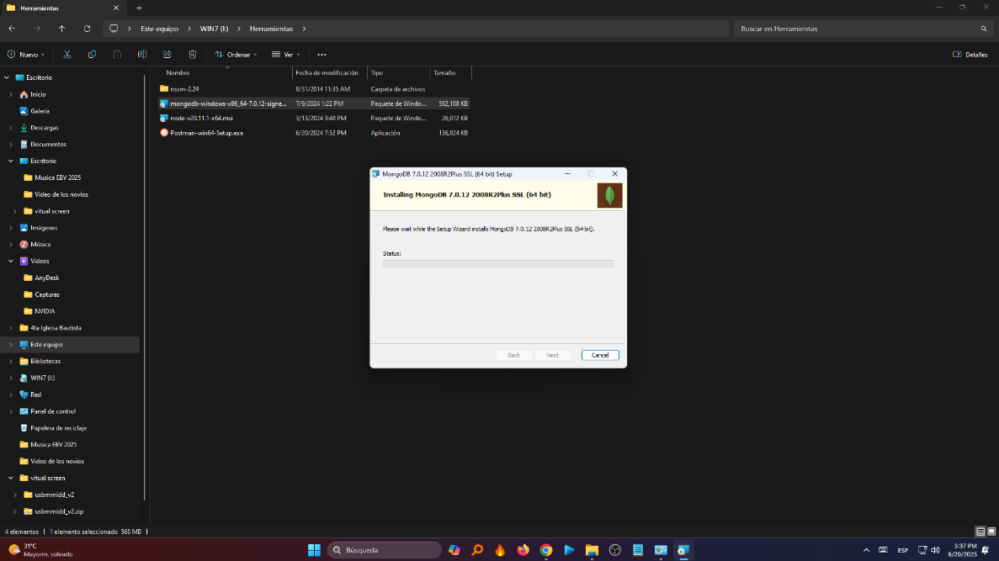 Herramientas
Este equipo > WIN7 (I:) > Herramientas >
Buscar en Herramientas
Nuevo
Ordenar
Ver
Detalles
Nombre
Fecha de modificación
Tipo
Tamaño
nssm-2.24
8/31/2014 11:35 AM
Carpeta de archivos
mongodb-windows-x86_64-7.0.12-signe...
7/9/2024 1:22 PM
Paquete de Windo...
582,188 KB
node-v20.11.1-x64.msi
3/13/2024 3:48 PM
Paquete de Windo...
26,012 KB
Postman-win64-Setup.exe
6/20/2024 7:52 PM
Aplicación
136,824 KB
Escritorio
Inicio
Galería
Descargas
Documentos
Escritorio
Musica EBV 2025
Video de los novios
vitual screen
Imágenes
Música
Vídeos
AnyDesk
Capturas
NVIDIA
4ta Igleisa Bautista
Este equipo
Bibliotecas
WIN7 (I:)
Red
Panel de control
Papelera de reciclaje
Musica EBV 2025
Video de los novios
vitual screen
usbmmidd_v2
usbmmidd_v2.zip
MongoDB 7.0.12 2008R2Plus SSL (64 bit) Setup
Installing MongoDB 7.0.12 2008R2Plus SSL (64 bit)
Please wait while the Setup Wizard installs MongoDB 7.0.12 2008R2Plus SSL (64 bit).
Status:
Back
Next
Cancel
4 elementos
1 elemento seleccionado 568 MB
31°C
Mayorm. soleado
Búsqueda
ESP
5:37 PM
6/20/2025